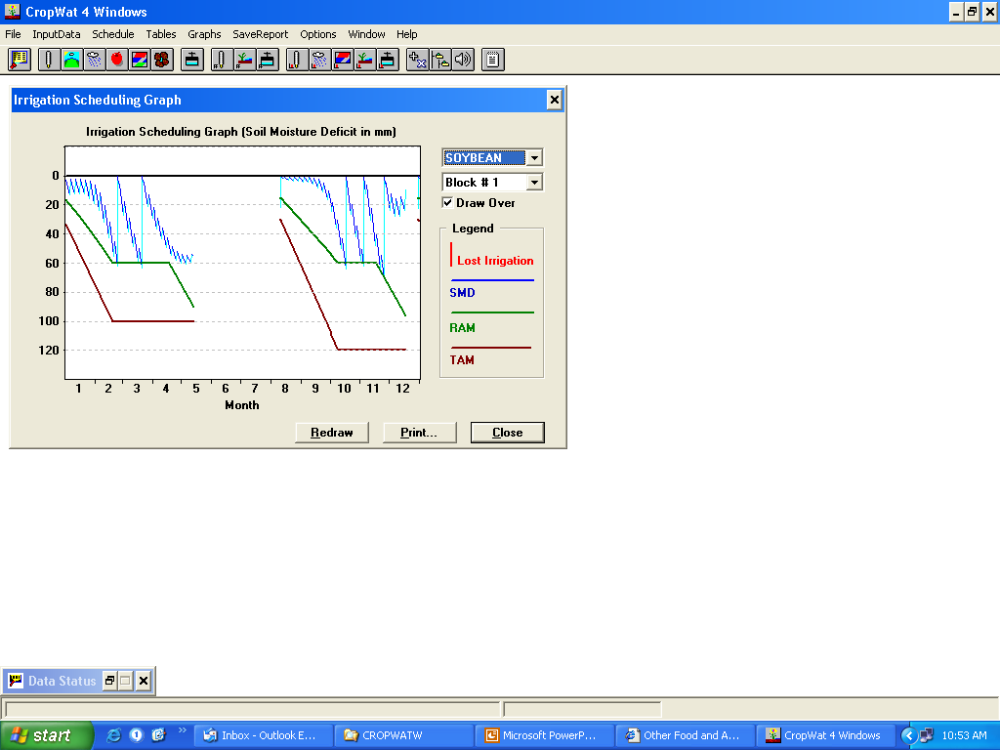 CropWat 4 Windows
File InputData Schedule Tables Graphs SaveReport Options Window Help
Irrigation Scheduling Graph
Irrigation Scheduling Graph (Soil Moisture Deficit in mm)
0
20
40
60
80
100
120
1 2 3 4 5 6 7 8 9 10 11 12
Month
SOYBEAN
Block # 1
Draw Over
Legend
Lost Irrigation
SMD
RAM
TAM
Redraw Print... Close
Data Status
start Inbox - Outlook E... CROPWATW Microsoft PowerP... Other Food and A... CropWat 4 Windows 10:53 AM